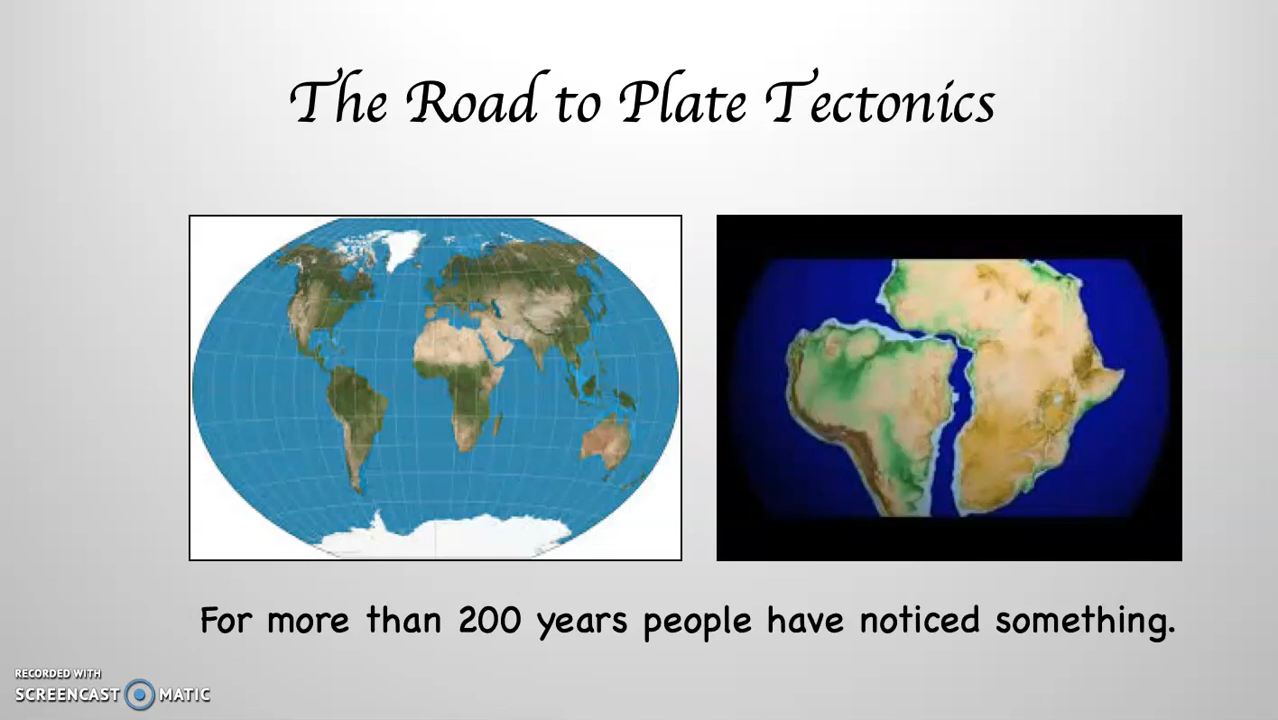 The Road to Plate Tectonics
For more than 200 years people have noticed something.
RECORDED WITH
SCREENCAST MATIC